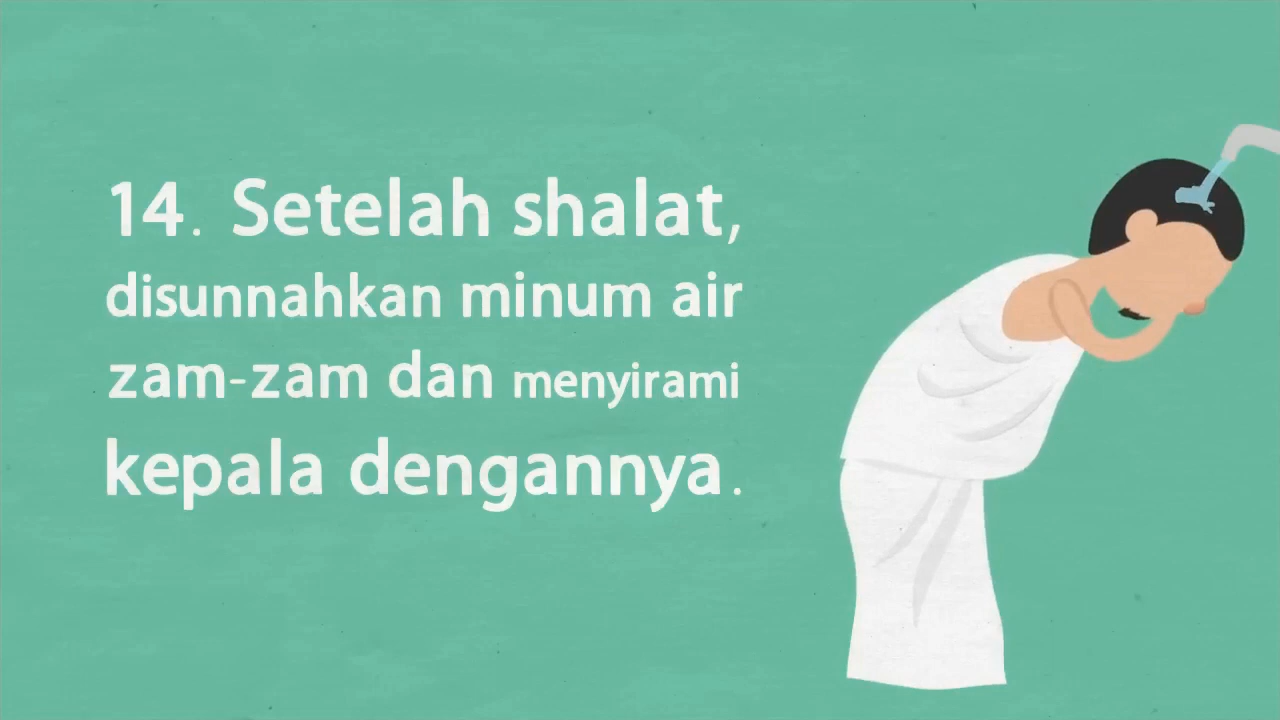 14. Setelah shalat,
disunnahkan minum air
zam-zam dan menyirami
kepala dengannya.